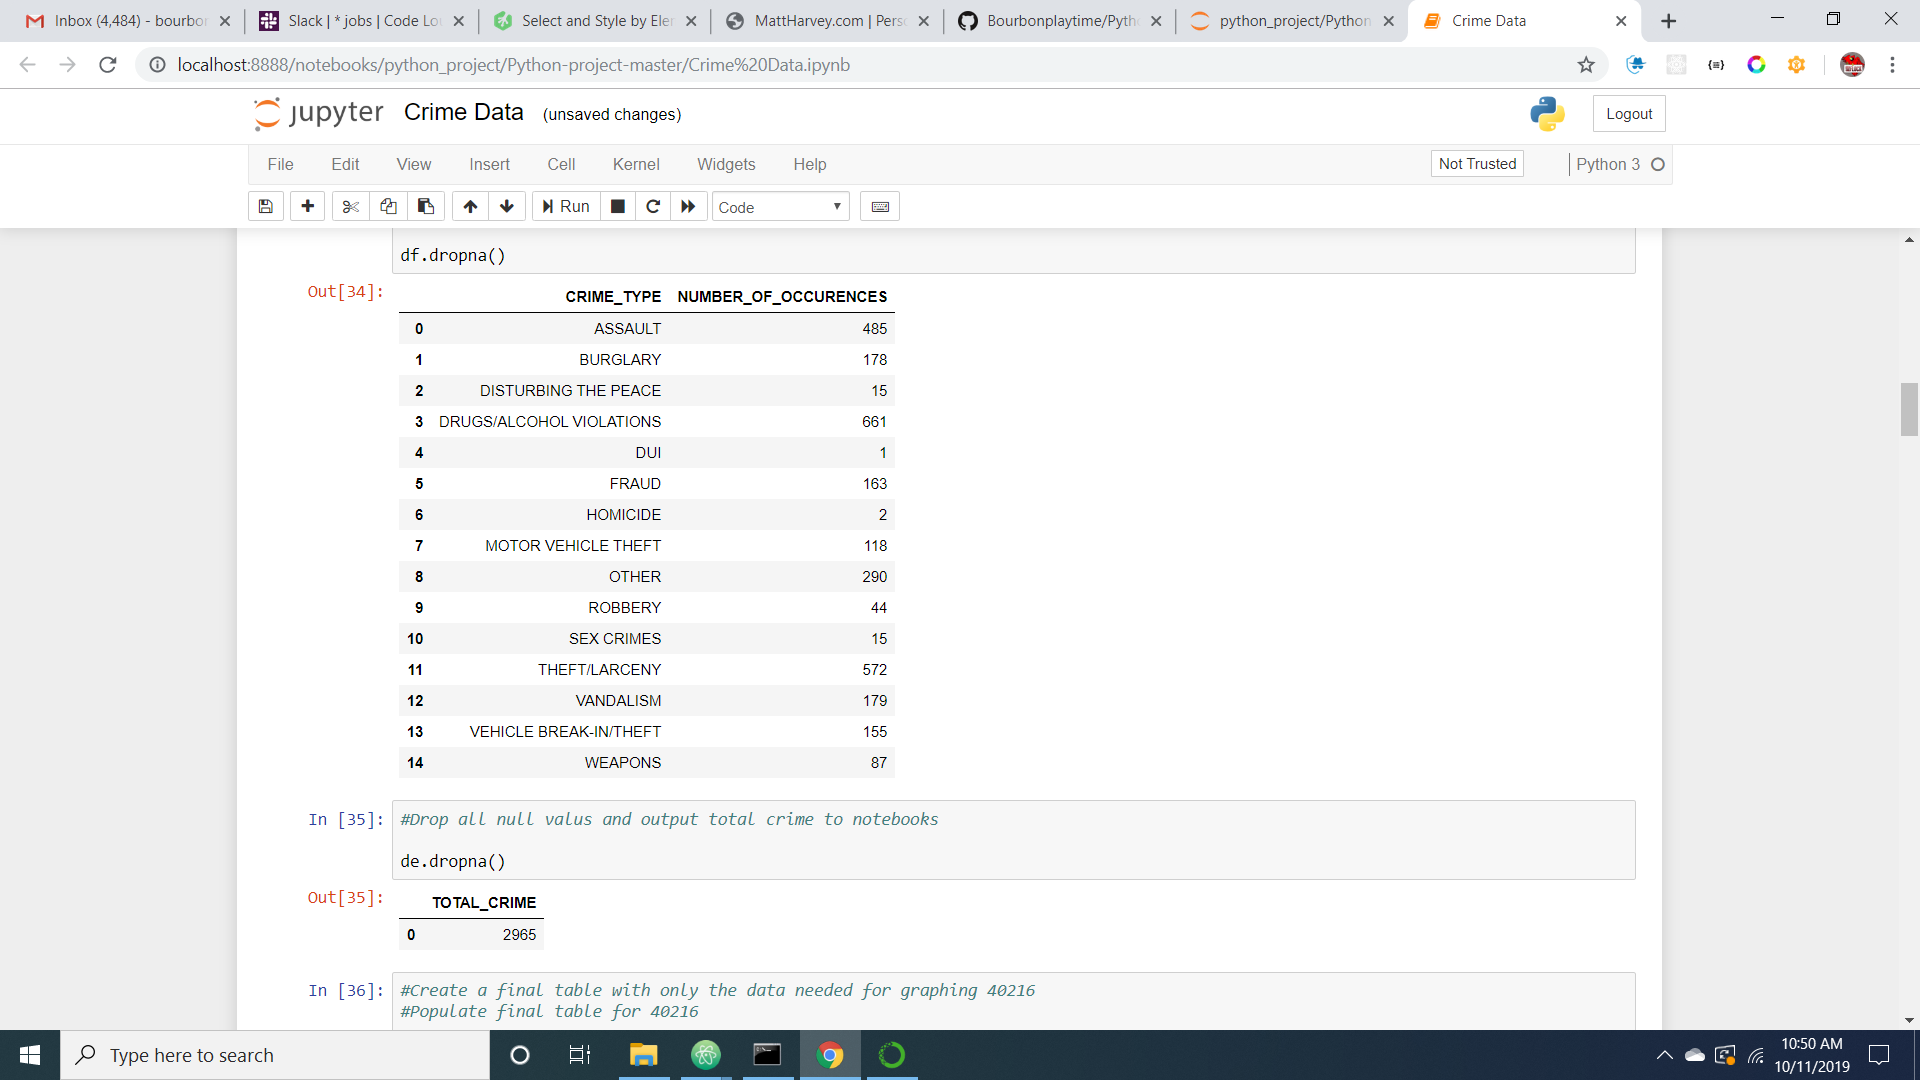 Inbox (4,484) - bourbor
Slack | * jobs | Code Lo
Select and Style by Eler
MattHarvey.com | Perso
Bourbonplaytime/Pyth
python_project/Python
Crime Data
localhost:8888/notebooks/python_project/Python-project-master/Crime%20Data.ipynb
jupyter Crime Data (unsaved changes)
Logout
File Edit View Insert Cell Kernel Widgets Help
Not Trusted
Python 3
Run
Code
df.dropna()
Out[34]:
CRIME_TYPE NUMBER_OF_OCCURENCES
0 ASSAULT 485
1 BURGLARY 178
2 DISTURBING THE PEACE 15
3 DRUGS/ALCOHOL VIOLATIONS 661
4 DUI 1
5 FRAUD 163
6 HOMICIDE 2
7 MOTOR VEHICLE THEFT 118
8 OTHER 290
9 ROBBERY 44
10 SEX CRIMES 15
11 THEFT/LARCENY 572
12 VANDALISM 179
13 VEHICLE BREAK-IN/THEFT 155
14 WEAPONS 87
In [35]: #Drop all null valus and output total crime to notebooks
de.dropna()
Out[35]:
TOTAL_CRIME
0 2965
In [36]: #Create a final table with only the data needed for graphing 40216
#Populate final table for 40216
Type here to search
10:50 AM
10/11/2019